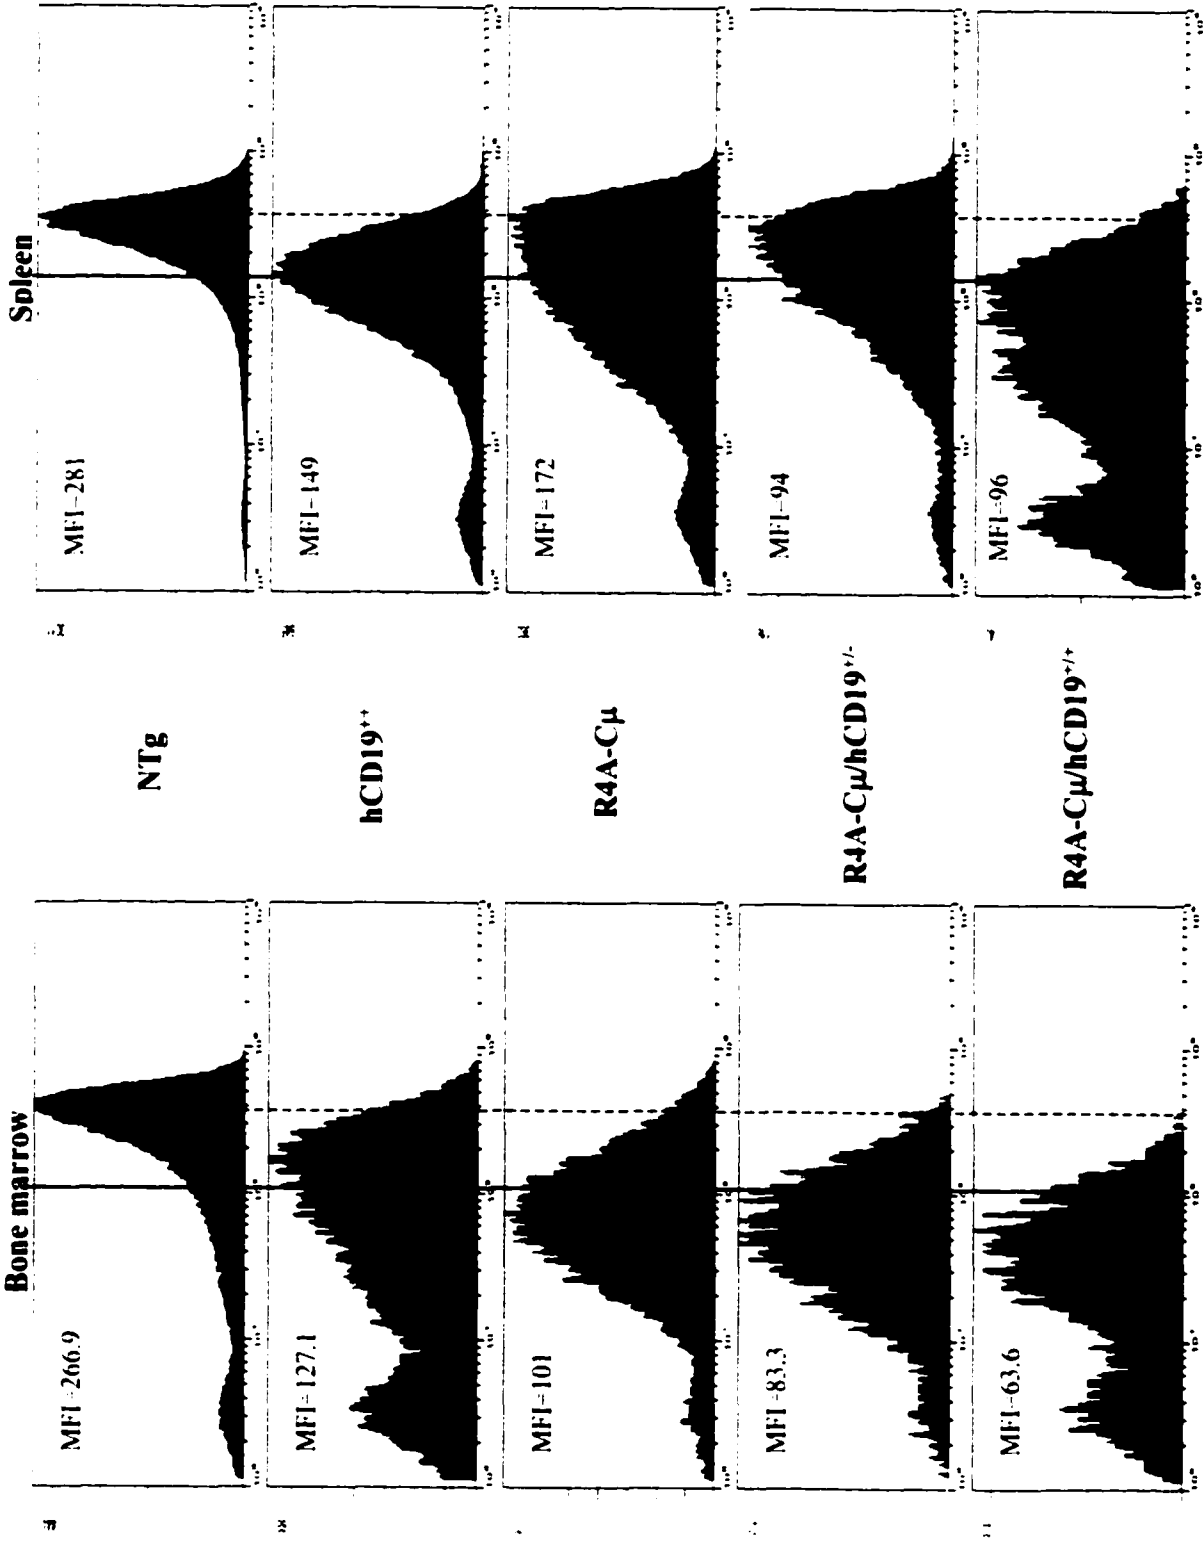 Bone marrow
Spleen
MFI=266.9
NTg
MFI=281
MFI=127.1
hCD19++
MFI=149
MFI=101
R4A-Cμ
MFI=172
MFI=83.3
R4A-Cμ/hCD19+/-
MFI=94
MFI=63.6
R4A-Cμ/hCD19+/+
MFI=96